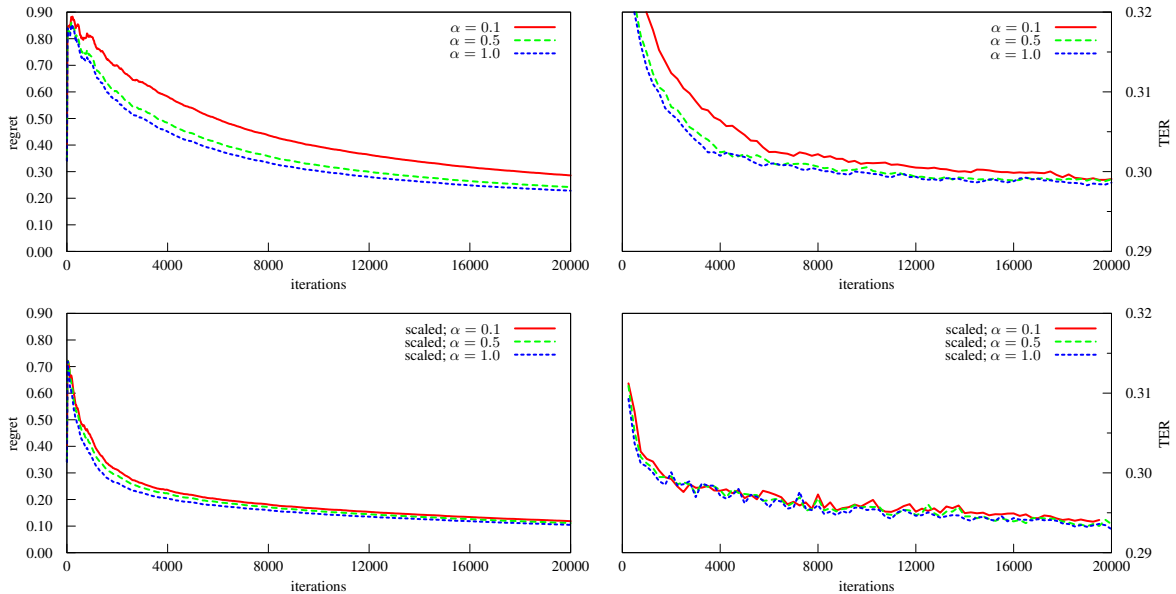 0.90
0.80
0.70
0.60
0.50
0.40
0.30
0.20
0.10
0.00
regret
0 4000 8000 12000 16000 20000
iterations
α = 0.1
α = 0.5
α = 1.0
0.32
0.31
0.30
0.29
TER
0 4000 8000 12000 16000 20000
iterations
α = 0.1
α = 0.5
α = 1.0
0.90
0.80
0.70
0.60
0.50
0.40
0.30
0.20
0.10
0.00
regret
0 4000 8000 12000 16000 20000
iterations
scaled; α = 0.1
scaled; α = 0.5
scaled; α = 1.0
0.32
0.31
0.30
0.29
TER
0 4000 8000 12000 16000 20000
iterations
scaled; α = 0.1
scaled; α = 0.5
scaled; α = 1.0